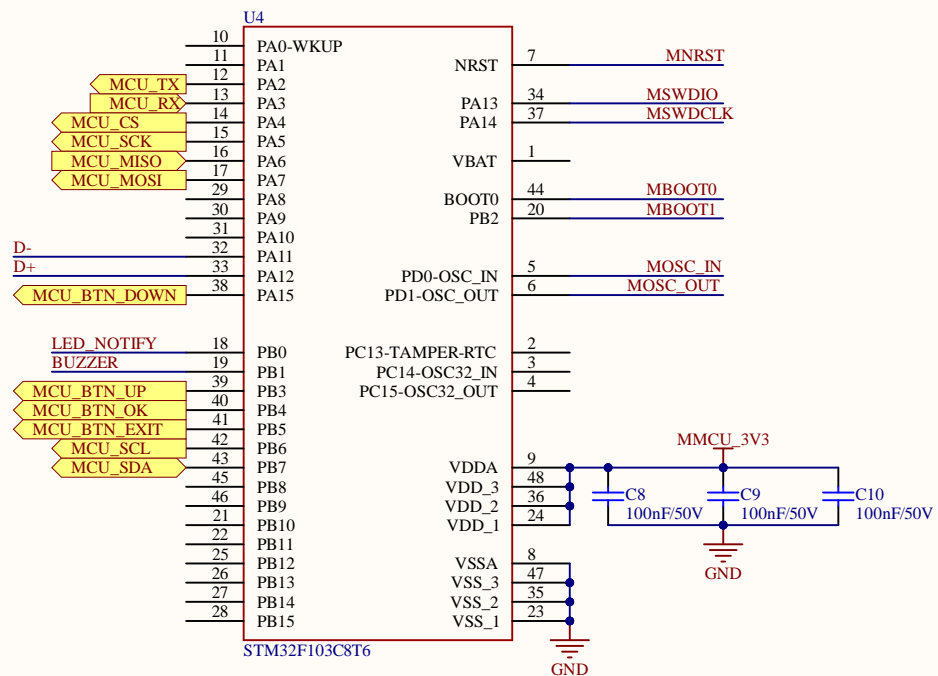 U4
10 PA0-WKUP
11 PA1
MCU_TX 12 PA2
MCU_RX 13 PA3
MCU_CS 14 PA4
MCU_SCK 15 PA5
MCU_MISO 16 PA6
MCU_MOSI 17 PA7
29 PA8
30 PA9
31 PA10
D- 32 PA11
D+ 33 PA12
MCU_BTN_DOWN 38 PA15
LED_NOTIFY 18 PB0
BUZZER 19 PB1
MCU_BTN_UP 39 PB3
MCU_BTN_OK 40 PB4
MCU_BTN_EXIT 41 PB5
MCU_SCL 42 PB6
MCU_SDA 43 PB7
45 PB8
46 PB9
21 PB10
22 PB11
25 PB12
26 PB13
27 PB14
28 PB15
NRST 7 MNRST
PA13 34 MSWDIO
PA14 37 MSWDCLK
VBAT 1
BOOT0 44 MBOOT0
PB2 20 MBOOT1
PD0-OSC_IN 5 MOSC_IN
PD1-OSC_OUT 6 MOSC_OUT
PC13-TAMPER-RTC 2
PC14-OSC32_IN 3
PC15-OSC32_OUT 4
VDDA 9
VDD_3 48
VDD_2 36
VDD_1 24
VSSA 8
VSS_3 47
VSS_2 35
VSS_1 23
STM32F103C8T6
GND
MMCU_3V3
C8
100nF/50V
C9
100nF/50V
C10
100nF/50V
GND